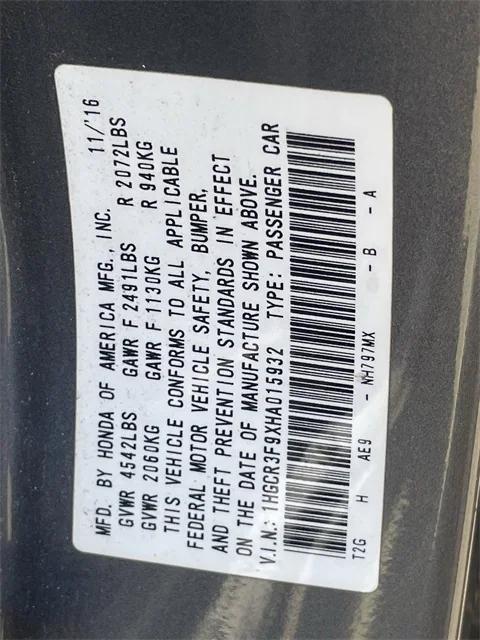 MFD. BY HONDA OF AMERICA MFG., INC. 11/'16
GVWR 4542LBS GAWR F 2491LBS R 2072LBS
GVWR 2060KG GAWR F 1130KG R 940KG
THIS VEHICLE CONFORMS TO ALL APPLICABLE
FEDERAL MOTOR VEHICLE SAFETY, BUMPER,
AND THEFT PREVENTION STANDARDS IN EFFECT
ON THE DATE OF MANUFACTURE SHOWN ABOVE.
V.I.N.: 1HGCR3F9XHA015932 TYPE: PASSENGER CAR
T2G H AE9 - NH797MX - B - A